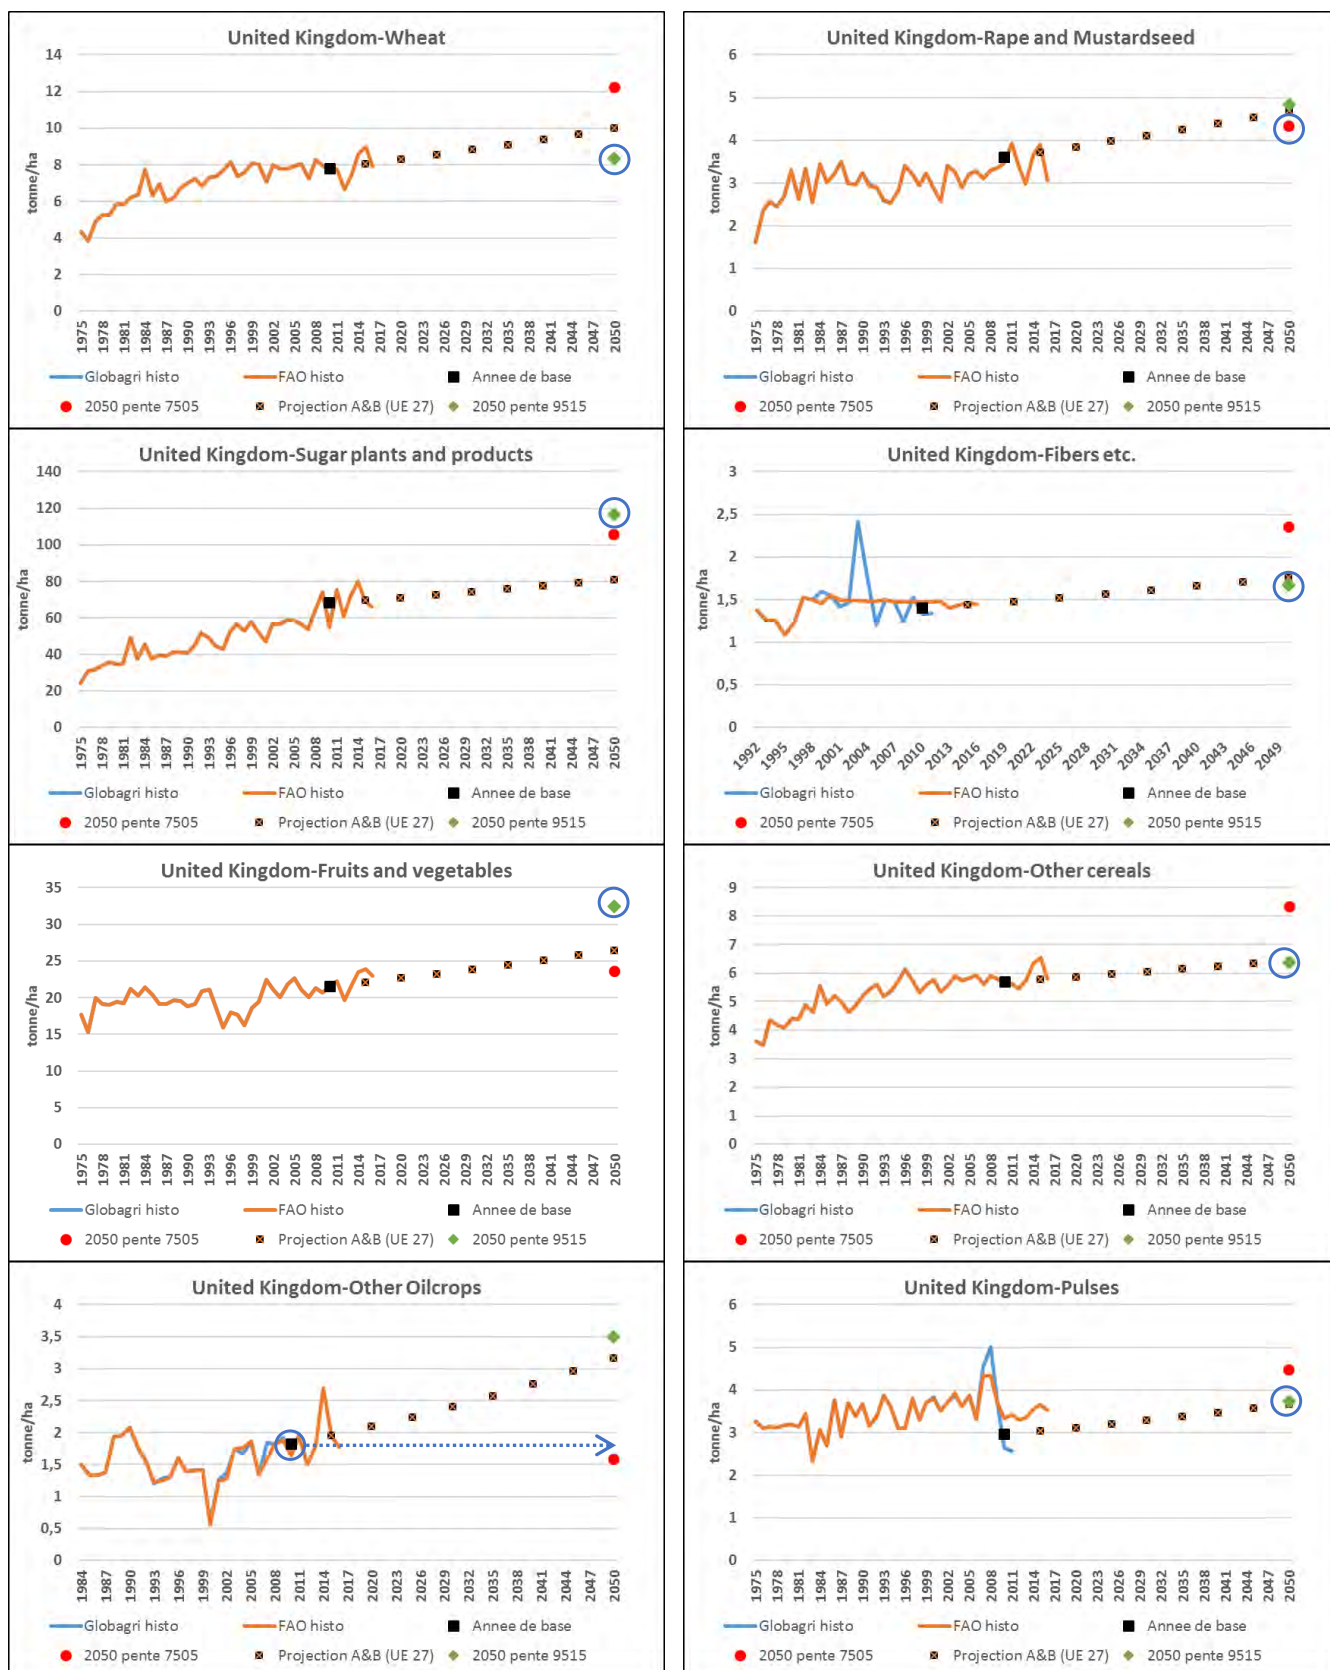 United Kingdom-Wheat
14
12
10
8
6
4
2
0
tonne/ha
1975 1978 1981 1984 1987 1990 1993 1996 1999 2002 2005 2008 2011 2014 2017 2020 2023 2026 2029 2032 2035 2038 2041 2044 2047 2050
Globagri histo FAO histo Annee de base
2050 pente 7505 Projection A&B (UE 27) 2050 pente 9515
United Kingdom-Rape and Mustardseed
6
5
4
3
2
1
0
tonne/ha
1975 1978 1981 1984 1987 1990 1993 1996 1999 2002 2005 2008 2011 2014 2017 2020 2023 2026 2029 2032 2035 2038 2041 2044 2047 2050
Globagri histo FAO histo Annee de base
2050 pente 7505 Projection A&B (UE 27) 2050 pente 9515
United Kingdom-Sugar plants and products
140
120
100
80
60
40
20
0
tonne/ha
1975 1978 1981 1984 1987 1990 1993 1996 1999 2002 2005 2008 2011 2014 2017 2020 2023 2026 2029 2032 2035 2038 2041 2044 2047 2050
Globagri histo FAO histo Annee de base
2050 pente 7505 Projection A&B (UE 27) 2050 pente 9515
United Kingdom-Fibers etc.
3
2,5
2
1,5
1
0,5
0
tonne/ha
1992 1995 1998 2001 2004 2007 2010 2013 2016 2019 2022 2025 2028 2031 2034 2037 2040 2043 2046 2049
Globagri histo FAO histo Annee de base
2050 pente 7505 Projection A&B (UE 27) 2050 pente 9515
United Kingdom-Fruits and vegetables
35
30
25
20
15
10
5
0
tonne/ha
1975 1978 1981 1984 1987 1990 1993 1996 1999 2002 2005 2008 2011 2014 2017 2020 2023 2026 2029 2032 2035 2038 2041 2044 2047 2050
Globagri histo FAO histo Annee de base
2050 pente 7505 Projection A&B (UE 27) 2050 pente 9515
United Kingdom-Other cereals
9
8
7
6
5
4
3
2
1
0
tonne/ha
1975 1978 1981 1984 1987 1990 1993 1996 1999 2002 2005 2008 2011 2014 2017 2020 2023 2026 2029 2032 2035 2038 2041 2044 2047 2050
Globagri histo FAO histo Annee de base
2050 pente 7505 Projection A&B (UE 27) 2050 pente 9515
United Kingdom-Other Oilcrops
4
3,5
3
2,5
2
1,5
1
0,5
0
tonne/ha
1984 1987 1990 1993 1996 1999 2002 2005 2008 2011 2014 2017 2020 2023 2026 2029 2032 2035 2038 2041 2044 2047 2050
Globagri histo FAO histo Annee de base
2050 pente 7505 Projection A&B (UE 27) 2050 pente 9515
United Kingdom-Pulses
6
5
4
3
2
1
0
tonne/ha
1975 1978 1981 1984 1987 1990 1993 1996 1999 2002 2005 2008 2011 2014 2017 2020 2023 2026 2029 2032 2035 2038 2041 2044 2047 2050
Globagri histo FAO histo Annee de base
2050 pente 7505 Projection A&B (UE 27) 2050 pente 9515